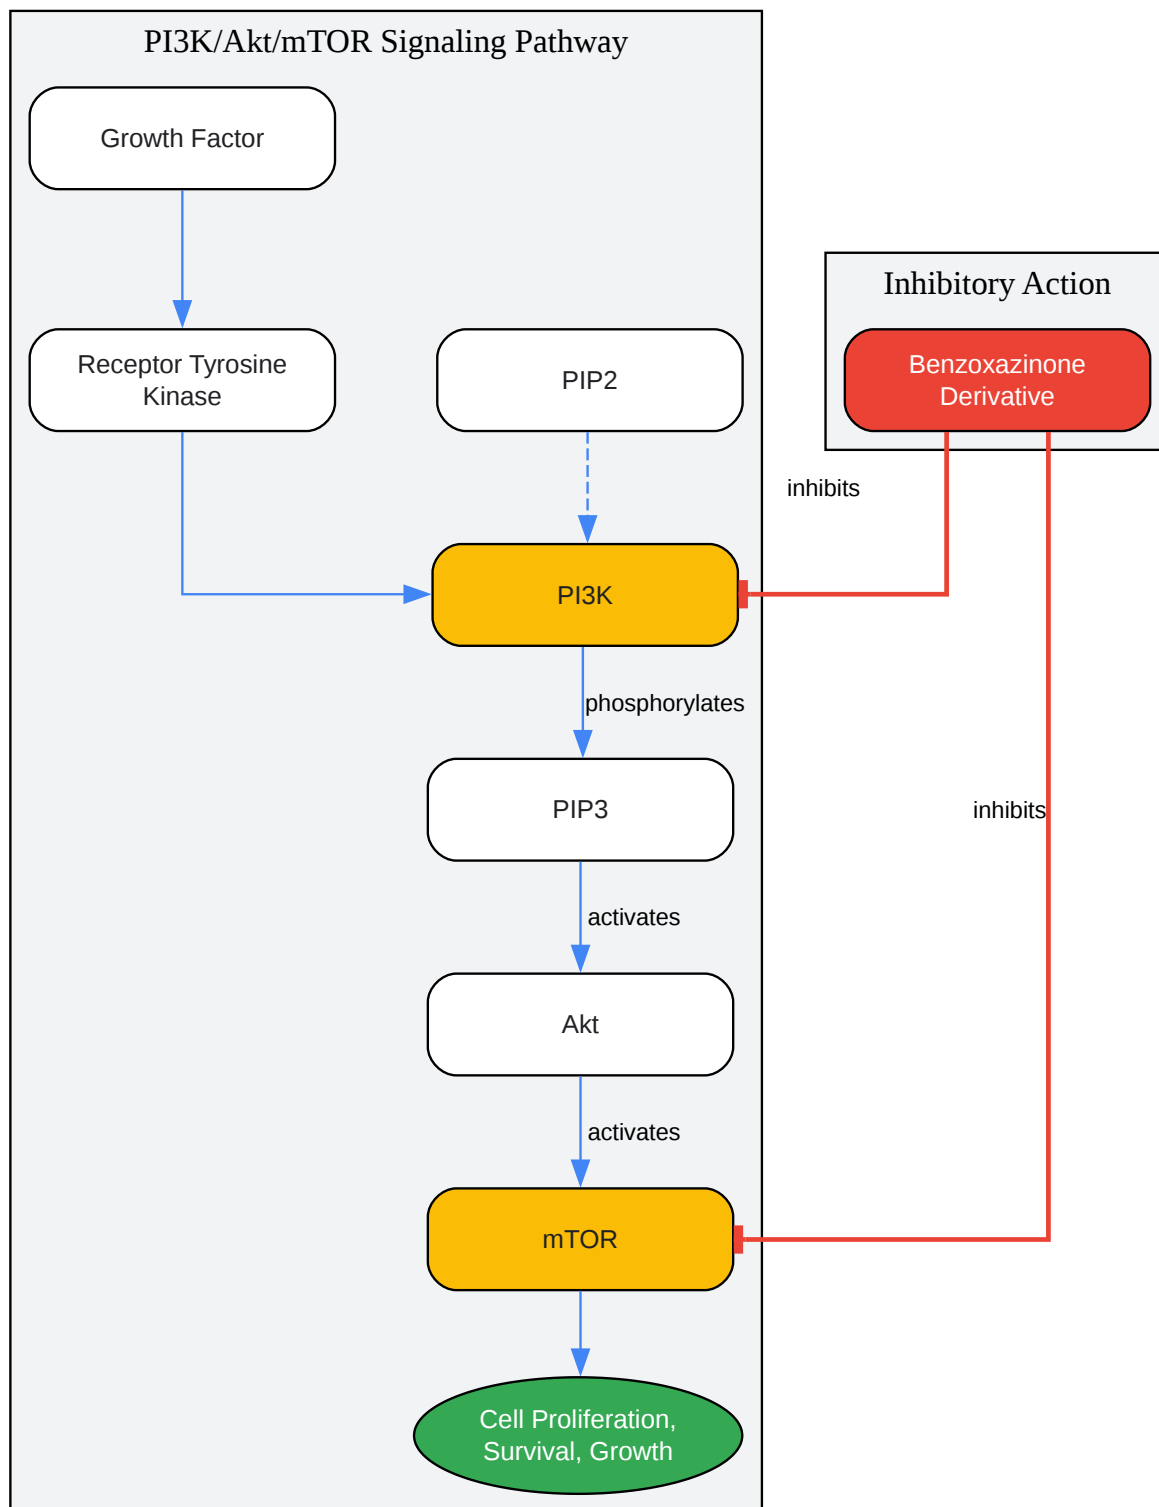 PI3K/Akt/mTOR Signaling Pathway
Growth Factor
Inhibitory Action
Receptor Tyrosine
Kinase
PIP2
Benzoxazinone
Derivative
inhibits
PI3K
phosphorylates
PIP3
inhibits
activates
Akt
activates
mTOR
Cell Proliferation,
Survival, Growth